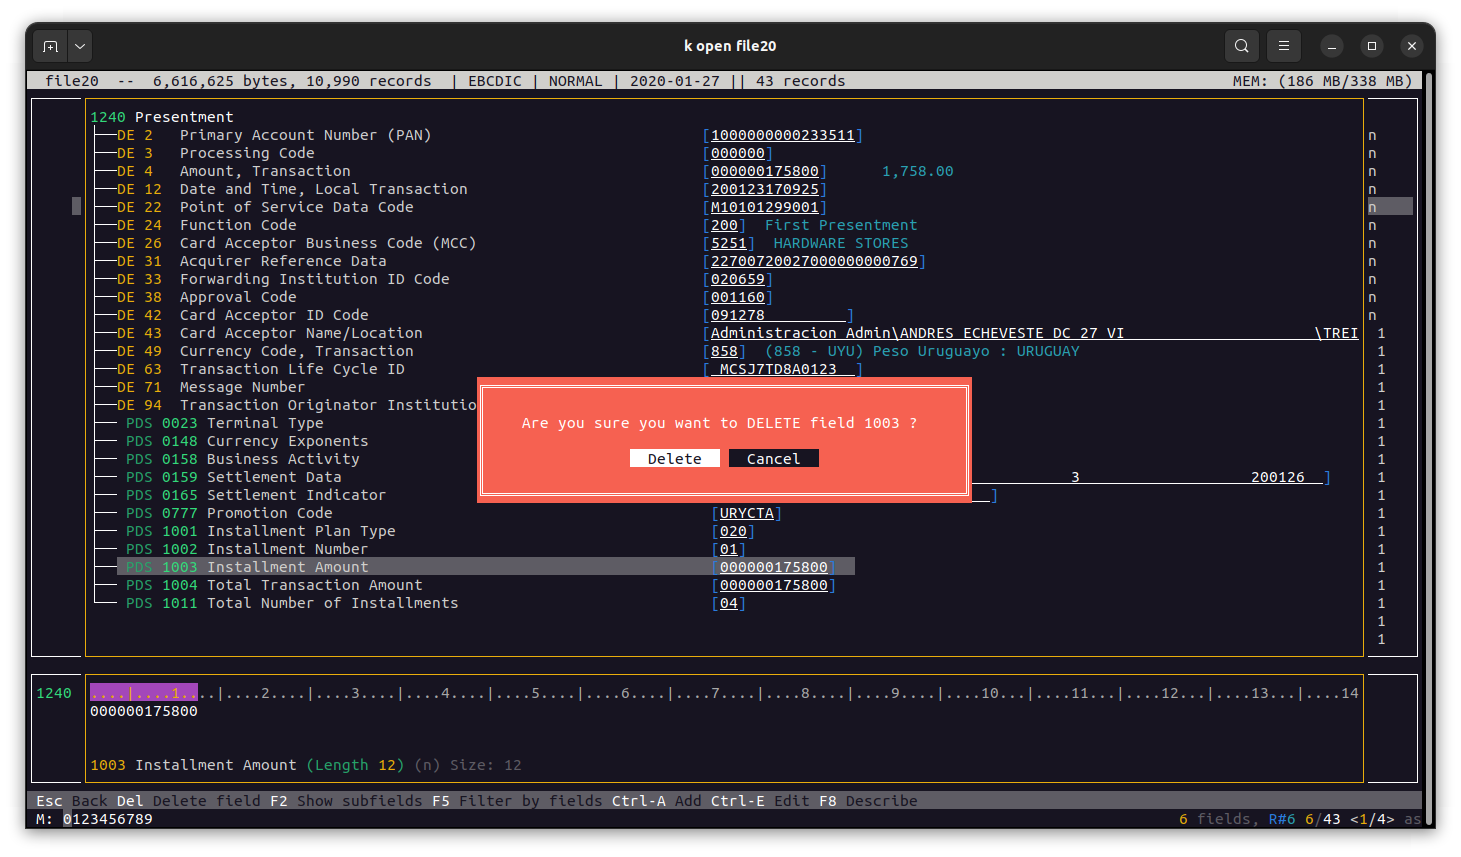 k open file20
file20  --  6,616,625 bytes, 10,990 records  | EBCDIC | NORMAL | 2020-01-27 || 43 records MEM: (186 MB/338 MB)
1240 Presentment
DE 2 Primary Account Number (PAN) [1000000000233511] n
DE 3 Processing Code [000000] n
DE 4 Amount, Transaction [000000175800] 1,758.00 n
DE 12 Date and Time, Local Transaction [200123170925] n
DE 22 Point of Service Data Code [M10101299001] n
DE 24 Function Code [200] First Presentment n
DE 26 Card Acceptor Business Code (MCC) [5251] HARDWARE STORES n
DE 31 Acquirer Reference Data [22700720027000000000769] n
DE 33 Forwarding Institution ID Code [020659] n
DE 38 Approval Code [001160] n
DE 42 Card Acceptor ID Code [091278_________] n
DE 43 Card Acceptor Name/Location [Administracion Admin\ANDRES ECHEVESTE DC 27 VI \TREI 1
DE 49 Currency Code, Transaction [858] (858 - UYU) Peso Uruguayo : URUGUAY 1
DE 63 Transaction Life Cycle ID [_MCSJ7TD8A0123__] 1
DE 71 Message Number 1
DE 94 Transaction Originator Institutio 1
PDS 0023 Terminal Type 1
PDS 0148 Currency Exponents 1
PDS 0158 Business Activity 1
PDS 0159 Settlement Data 3 200126 ] 1
PDS 0165 Settlement Indicator ] 1
PDS 0777 Promotion Code [URYCTA] 1
PDS 1001 Installment Plan Type [020] 1
PDS 1002 Installment Number [01] 1
PDS 1003 Installment Amount [000000175800] 1
PDS 1004 Total Transaction Amount [000000175800] 1
PDS 1011 Total Number of Installments [04] 1
1
1
Are you sure you want to DELETE field 1003 ?
Delete Cancel
1240 ....|....1....|....2....|....3....|....4....|....5....|....6....|....7....|....8....|....9....|....10...|....11...|....12...|....13...|....14
000000175800
1003 Installment Amount (Length 12) (n) Size: 12
Esc Back Del Delete field F2 Show subfields F5 Filter by fields Ctrl-A Add Ctrl-E Edit F8 Describe
M: 0123456789 6 fields, R#6 6/43 <1/4> as